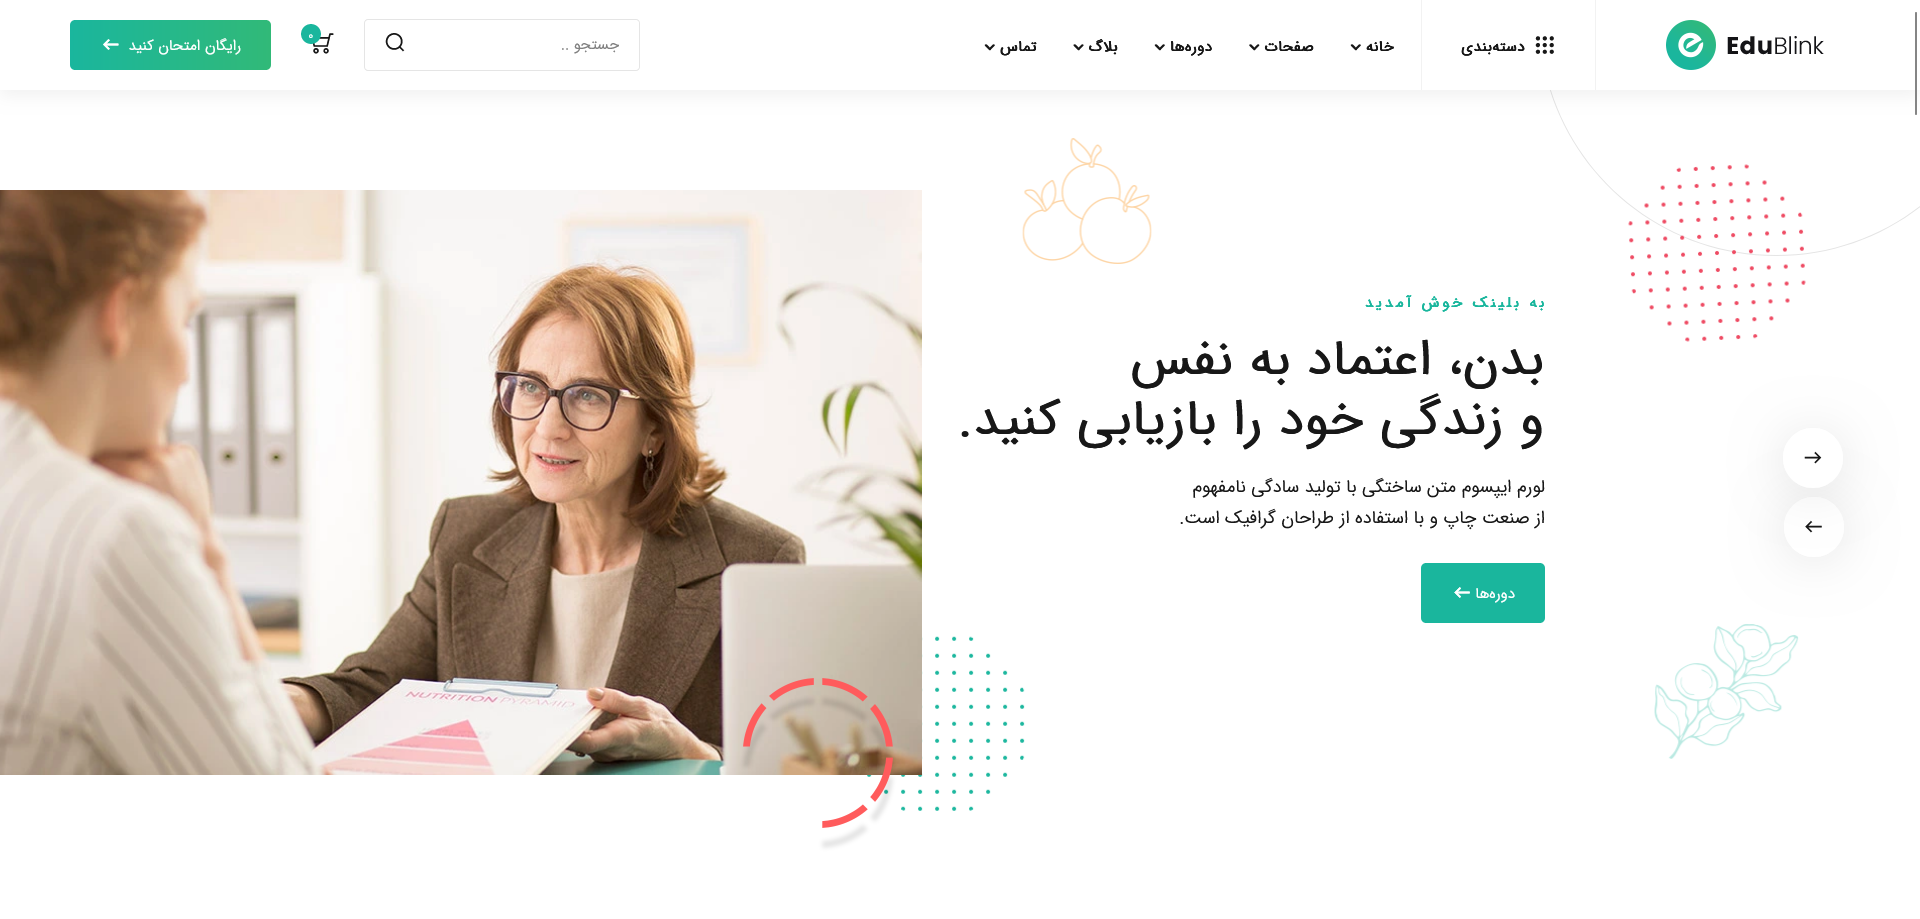 EduBlink
دسته‌بندی
خانه
صفحات
دوره‌ها
بلاگ
تماس
جستجو ..
۰
رایگان امتحان کنید
به بلینک خوش آمدید
بدن، اعتماد به نفس
و زندگی خود را بازیابی کنید.
لورم ایپسوم متن ساختگی با تولید سادگی نامفهوم
از صنعت چاپ و با استفاده از طراحان گرافیک است.
دوره‌ها
NUTRITION PYRAMID